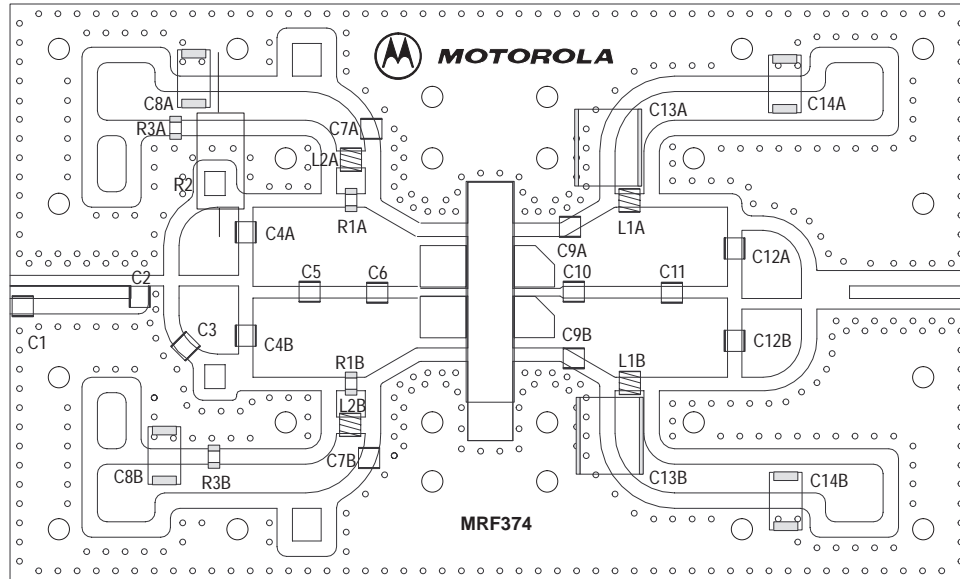 MOTOROLA
C8A
C13A
C14A
R3A
C7A
L2A
R2
R1A
L1A
C4A
C9A
C12A
C2
C5
C6
C10
C11
C1
C3
C4B
C9B
C12B
R1B
L1B
L2B
C8B
C7B
C13B
C14B
R3B
MRF374